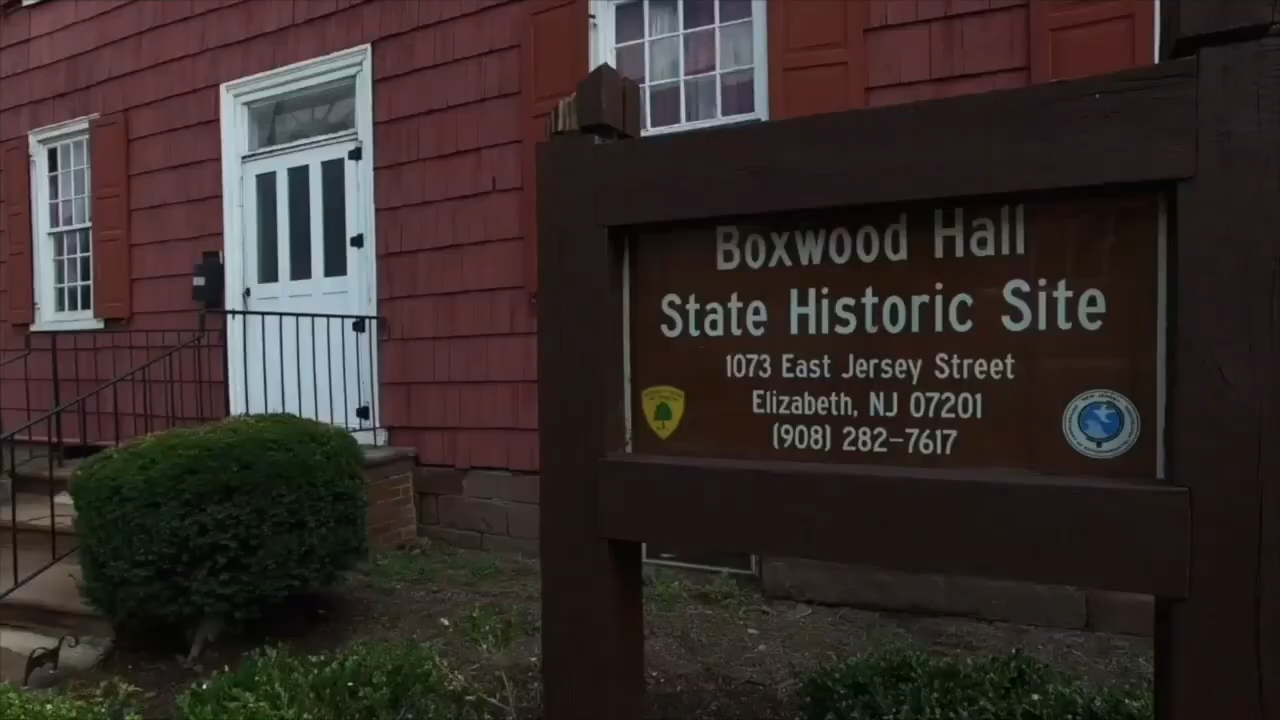 Boxwood Hall
State Historic Site
1073 East Jersey Street
Elizabeth, NJ 07201
(908) 282-7617